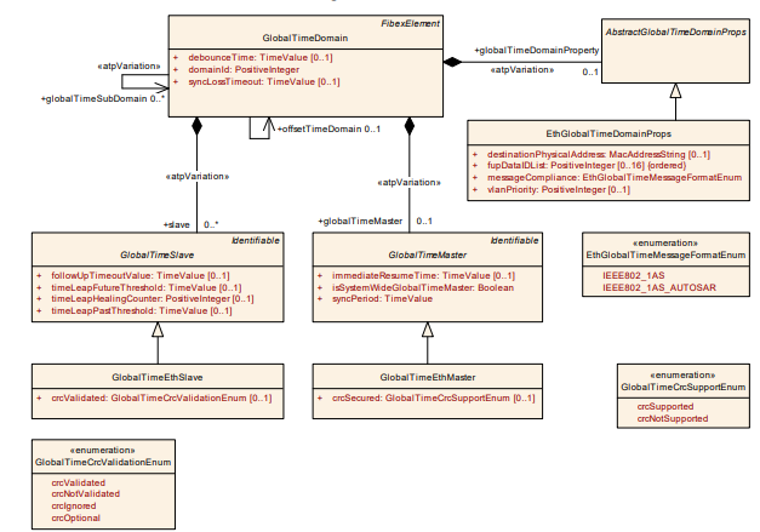 FibexElement
GlobalTimeDomain
+ debounceTime: TimeValue [0..1]
+ domainId: PositiveInteger
+ syncLossTimeout: TimeValue [0..1]
«atpVariation»
+globalTimeSubDomain 0..*
+offsetTimeDomain 0..1
+globalTimeDomainProperty
«atpVariation» 0..1
AbstractGlobalTimeDomainProps
EthGlobalTimeDomainProps
+ destinationPhysicalAddress: MacAddressString [0..1]
+ fupDataIDList: PositiveInteger [0..16] {ordered}
+ messageCompliance: EthGlobalTimeMessageFormatEnum
+ vlanPriority: PositiveInteger [0..1]
«atpVariation»
+slave 0..*
«atpVariation»
+globalTimeMaster 0..1
Identifiable
GlobalTimeSlave
+ followUpTimeoutValue: TimeValue [0..1]
+ timeLeapFutureThreshold: TimeValue [0..1]
+ timeLeapHealingCounter: PositiveInteger [0..1]
+ timeLeapPastThreshold: TimeValue [0..1]
Identifiable
GlobalTimeMaster
+ immediateResumeTime: TimeValue [0..1]
+ isSystemWideGlobalTimeMaster: Boolean
+ syncPeriod: TimeValue
«enumeration»
EthGlobalTimeMessageFormatEnum
IEEE802_1AS
IEEE802_1AS_AUTOSAR
GlobalTimeEthSlave
+ crcValidated: GlobalTimeCrcValidationEnum [0..1]
GlobalTimeEthMaster
+ crcSecured: GlobalTimeCrcSupportEnum [0..1]
«enumeration»
GlobalTimeCrcSupportEnum
crcSupported
crcNotSupported
«enumeration»
GlobalTimeCrcValidationEnum
crcValidated
crcNotValidated
crcIgnored
crcOptional